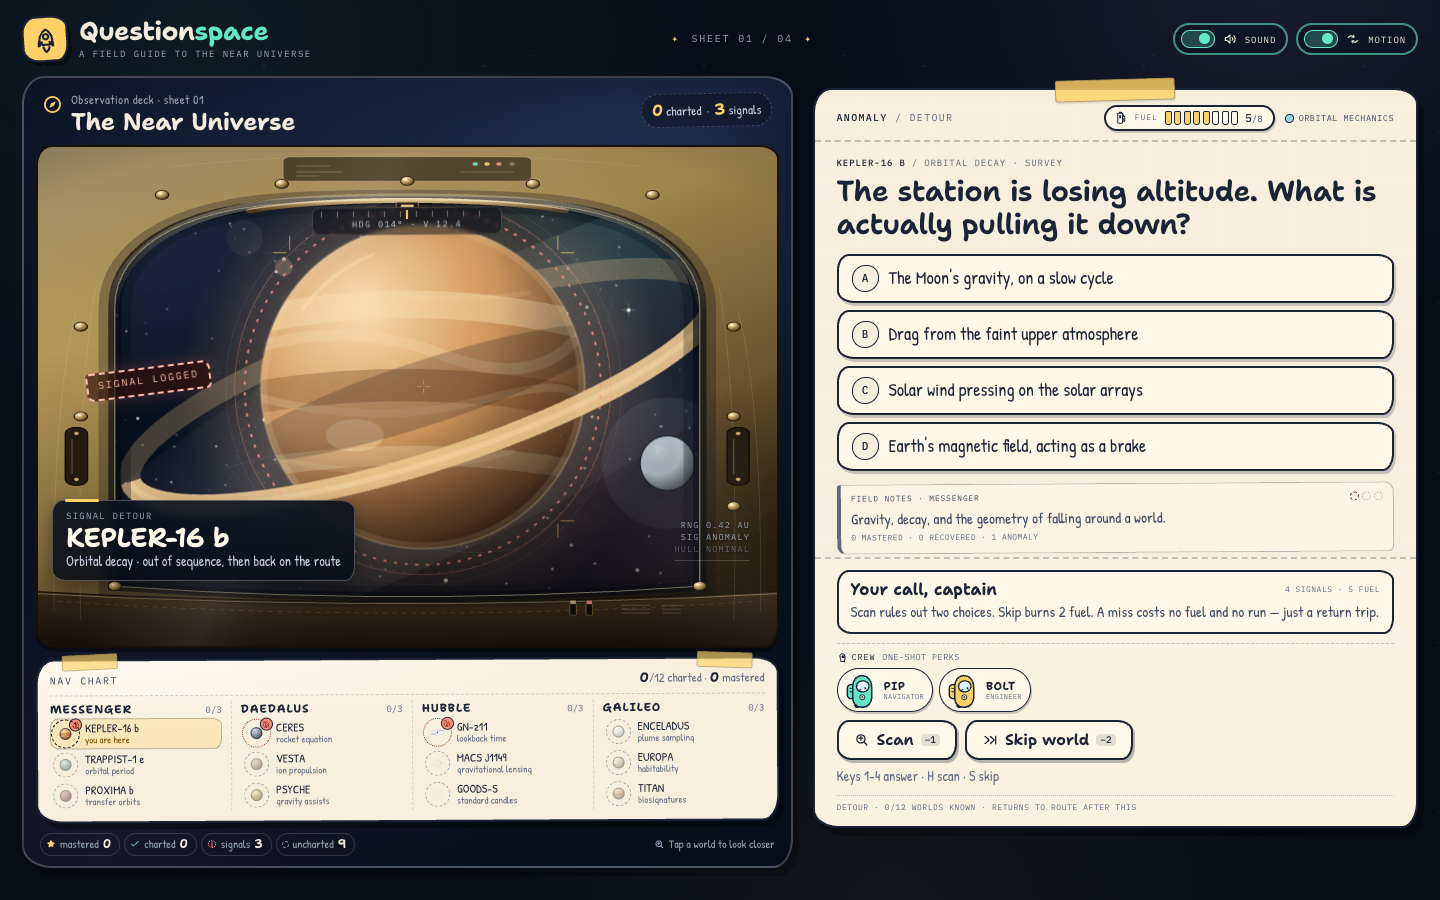 Questionspace
A FIELD GUIDE TO THE NEAR UNIVERSE
SHEET 01 / 04
SOUND
MOTION
Observation deck · sheet 01
The Near Universe
0 charted · 3 signals
HDG 014° · V 12.4
SIGNAL LOGGED
SIGNAL DETOUR
KEPLER-16 b
Orbital decay · out of sequence, then back on the route
RNG 0.42 AU
SIG ANOMALY
HULL NOMINAL
NAV CHART
0/12 charted · 0 mastered
MESSENGER 0/3
KEPLER-16 b
you are here
TRAPPIST-1 e
orbital period
PROXIMA b
transfer orbits
DAEDALUS 0/3
CERES
rocket equation
VESTA
ion propulsion
PSYCHE
gravity assists
HUBBLE 0/3
GN-z11
lookback time
MACS J1149
gravitational lensing
GOODS-S
standard candles
GALILEO 0/3
ENCELADUS
plume sampling
EUROPA
habitability
TITAN
biosignatures
mastered 0
charted 0
signals 3
uncharted 9
Tap a world to look closer
ANOMALY / DETOUR
FUEL 5/8
ORBITAL MECHANICS
KEPLER-16 B / ORBITAL DECAY · SURVEY
The station is losing altitude. What is
actually pulling it down?
A The Moon's gravity, on a slow cycle
B Drag from the faint upper atmosphere
C Solar wind pressing on the solar arrays
D Earth's magnetic field, acting as a brake
FIELD NOTES · MESSENGER
Gravity, decay, and the geometry of falling around a world.
0 MASTERED · 0 RECOVERED · 1 ANOMALY
Your call, captain
4 SIGNALS · 5 FUEL
Scan rules out two choices. Skip burns 2 fuel. A miss costs no fuel and no run — just a return trip.
CREW ONE-SHOT PERKS
PIP
NAVIGATOR
BOLT
ENGINEER
Scan −1
Skip world −2
Keys 1–4 answer · H scan · S skip
DETOUR · 0/12 WORLDS KNOWN · RETURNS TO ROUTE AFTER THIS